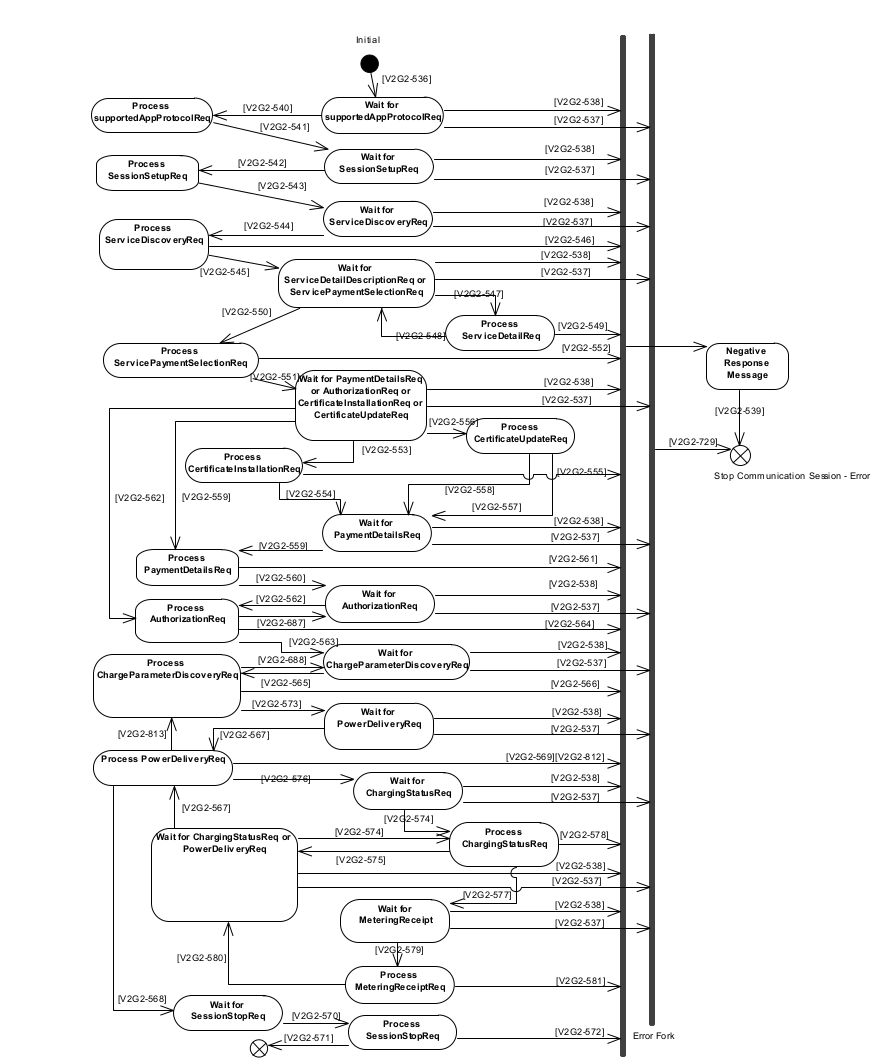 Initial
[V2G2-536]
Process
supportedAppProtocolReq
[V2G2-540]
Wait for
supportedAppProtocolReq
[V2G2-538]
[V2G2-537]
[V2G2-541]
Process
SessionSetupReq
[V2G2-542]
Wait for
SessionSetupReq
[V2G2-538]
[V2G2-537]
[V2G2-543]
Wait for
ServiceDiscoveryReq
[V2G2-538]
[V2G2-537]
Process
ServiceDiscoveryReq
[V2G2-544]
[V2G2-546]
[V2G2-545]
Wait for
ServiceDetailDescriptionReq or
ServicePaymentSelectionReq
[V2G2-538]
[V2G2-537]
[V2G2-547]
[V2G2-550]
[V2G2-548]
Process
ServiceDetailReq
[V2G2-549]
Process
ServicePaymentSelectionReq
[V2G2-552]
Negative
Response
Message
[V2G2-551]
Wait for PaymentDetailsReq
or AuthorizationReq or
CertificateInstallationReq or
CertificateUpdateReq
[V2G2-538]
[V2G2-537]
[V2G2-539]
[V2G2-556]
Process
CertificateUpdateReq
[V2G2-729]
[V2G2-553]
Process
CertificateInstallationReq
[V2G2-555]
Stop Communication Session - Error
[V2G2-562]
[V2G2-559]
[V2G2-554]
[V2G2-558]
[V2G2-557]
Wait for
PaymentDetailsReq
[V2G2-538]
[V2G2-537]
[V2G2-559]
Process
PaymentDetailsReq
[V2G2-561]
[V2G2-560]
Wait for
AuthorizationReq
[V2G2-538]
[V2G2-562]
[V2G2-537]
Process
AuthorizationReq
[V2G2-687]
[V2G2-564]
[V2G2-563]
Wait for
ChargeParameterDiscoveryReq
[V2G2-538]
[V2G2-537]
Process
ChargeParameterDiscoveryReq
[V2G2-688]
[V2G2-565]
[V2G2-566]
[V2G2-573]
Wait for
PowerDeliveryReq
[V2G2-538]
[V2G2-537]
[V2G2-813]
[V2G2-567]
Process PowerDeliveryReq
[V2G2-569][V2G2-812]
[V2G2-576]
Wait for
ChargingStatusReq
[V2G2-538]
[V2G2-537]
[V2G2-567]
[V2G2-574]
Wait for ChargingStatusReq or
PowerDeliveryReq
[V2G2-574]
Process
ChargingStatusReq
[V2G2-578]
[V2G2-575]
[V2G2-538]
[V2G2-537]
[V2G2-577]
Wait for
MeteringReceipt
[V2G2-538]
[V2G2-537]
[V2G2-579]
[V2G2-580]
Process
MeteringReceiptReq
[V2G2-581]
[V2G2-568]
Wait for
SessionStopReq
[V2G2-570]
Process
SessionStopReq
[V2G2-571]
[V2G2-572]
Error Fork